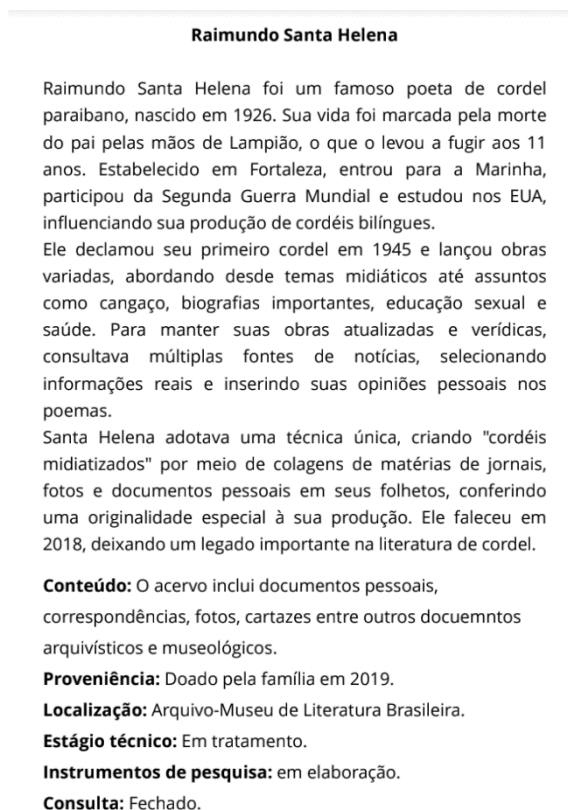 Raimundo Santa Helena
Raimundo Santa Helena foi um famoso poeta de cordel
paraibano, nascido em 1926. Sua vida foi marcada pela morte
do pai pelas mãos de Lampião, o que o levou a fugir aos 11
anos. Estabelecido em Fortaleza, entrou para a Marinha,
participou da Segunda Guerra Mundial e estudou nos EUA,
influenciando sua produção de cordéis bilíngues.
Ele declamou seu primeiro cordel em 1945 e lançou obras
variadas, abordando desde temas midiáticos até assuntos
como cangaço, biografias importantes, educação sexual e
saúde. Para manter suas obras atualizadas e verídicas,
consultava múltiplas fontes de notícias, selecionando
informações reais e inserindo suas opiniões pessoais nos
poemas.
Santa Helena adotava uma técnica única, criando "cordéis
midiatizados" por meio de colagens de matérias de jornais,
fotos e documentos pessoais em seus folhetos, conferindo
uma originalidade especial à sua produção. Ele faleceu em
2018, deixando um legado importante na literatura de cordel.
Conteúdo: O acervo inclui documentos pessoais,
correspondências, fotos, cartazes entre outros docuemntos
arquivísticos e museológicos.
Proveniência: Doado pela família em 2019.
Localização: Arquivo-Museu de Literatura Brasileira.
Estágio técnico: Em tratamento.
Instrumentos de pesquisa: em elaboração.
Consulta: Fechado.